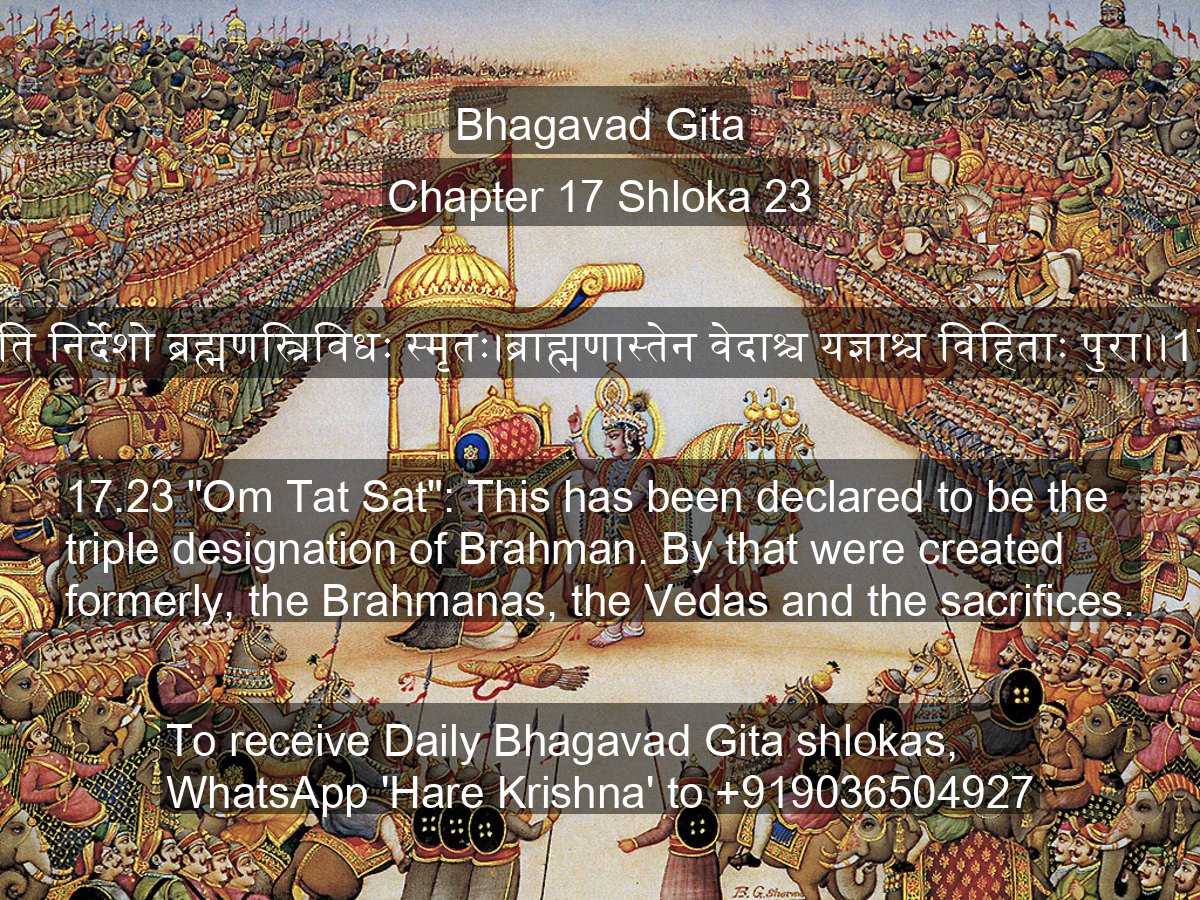 Bhagavad Gita
Chapter 17 Shloka 23
ति निर्देशो ब्रह्मणस्त्रिविधः स्मृतः।ब्राह्मणास्तेन वेदाश्च यज्ञाश्च विहिताः पुरा।।1
17.23 "Om Tat Sat": This has been declared to be the
triple designation of Brahman. By that were created
formerly, the Brahmanas, the Vedas and the sacrifices.
To receive Daily Bhagavad Gita shlokas,
WhatsApp 'Hare Krishna' to +919036504927
B.G. Sharma